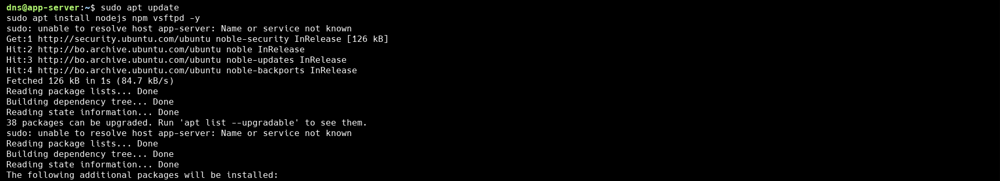 dns@app-server:~$ sudo apt update
sudo apt install nodejs npm vsftpd -y
sudo: unable to resolve host app-server: Name or service not known
Get:1 http://security.ubuntu.com/ubuntu noble-security InRelease [126 kB]
Hit:2 http://bo.archive.ubuntu.com/ubuntu noble InRelease
Hit:3 http://bo.archive.ubuntu.com/ubuntu noble-updates InRelease
Hit:4 http://bo.archive.ubuntu.com/ubuntu noble-backports InRelease
Fetched 126 kB in 1s (84.7 kB/s)
Reading package lists... Done
Building dependency tree... Done
Reading state information... Done
38 packages can be upgraded. Run 'apt list --upgradable' to see them.
sudo: unable to resolve host app-server: Name or service not known
Reading package lists... Done
Building dependency tree... Done
Reading state information... Done
The following additional packages will be installed: